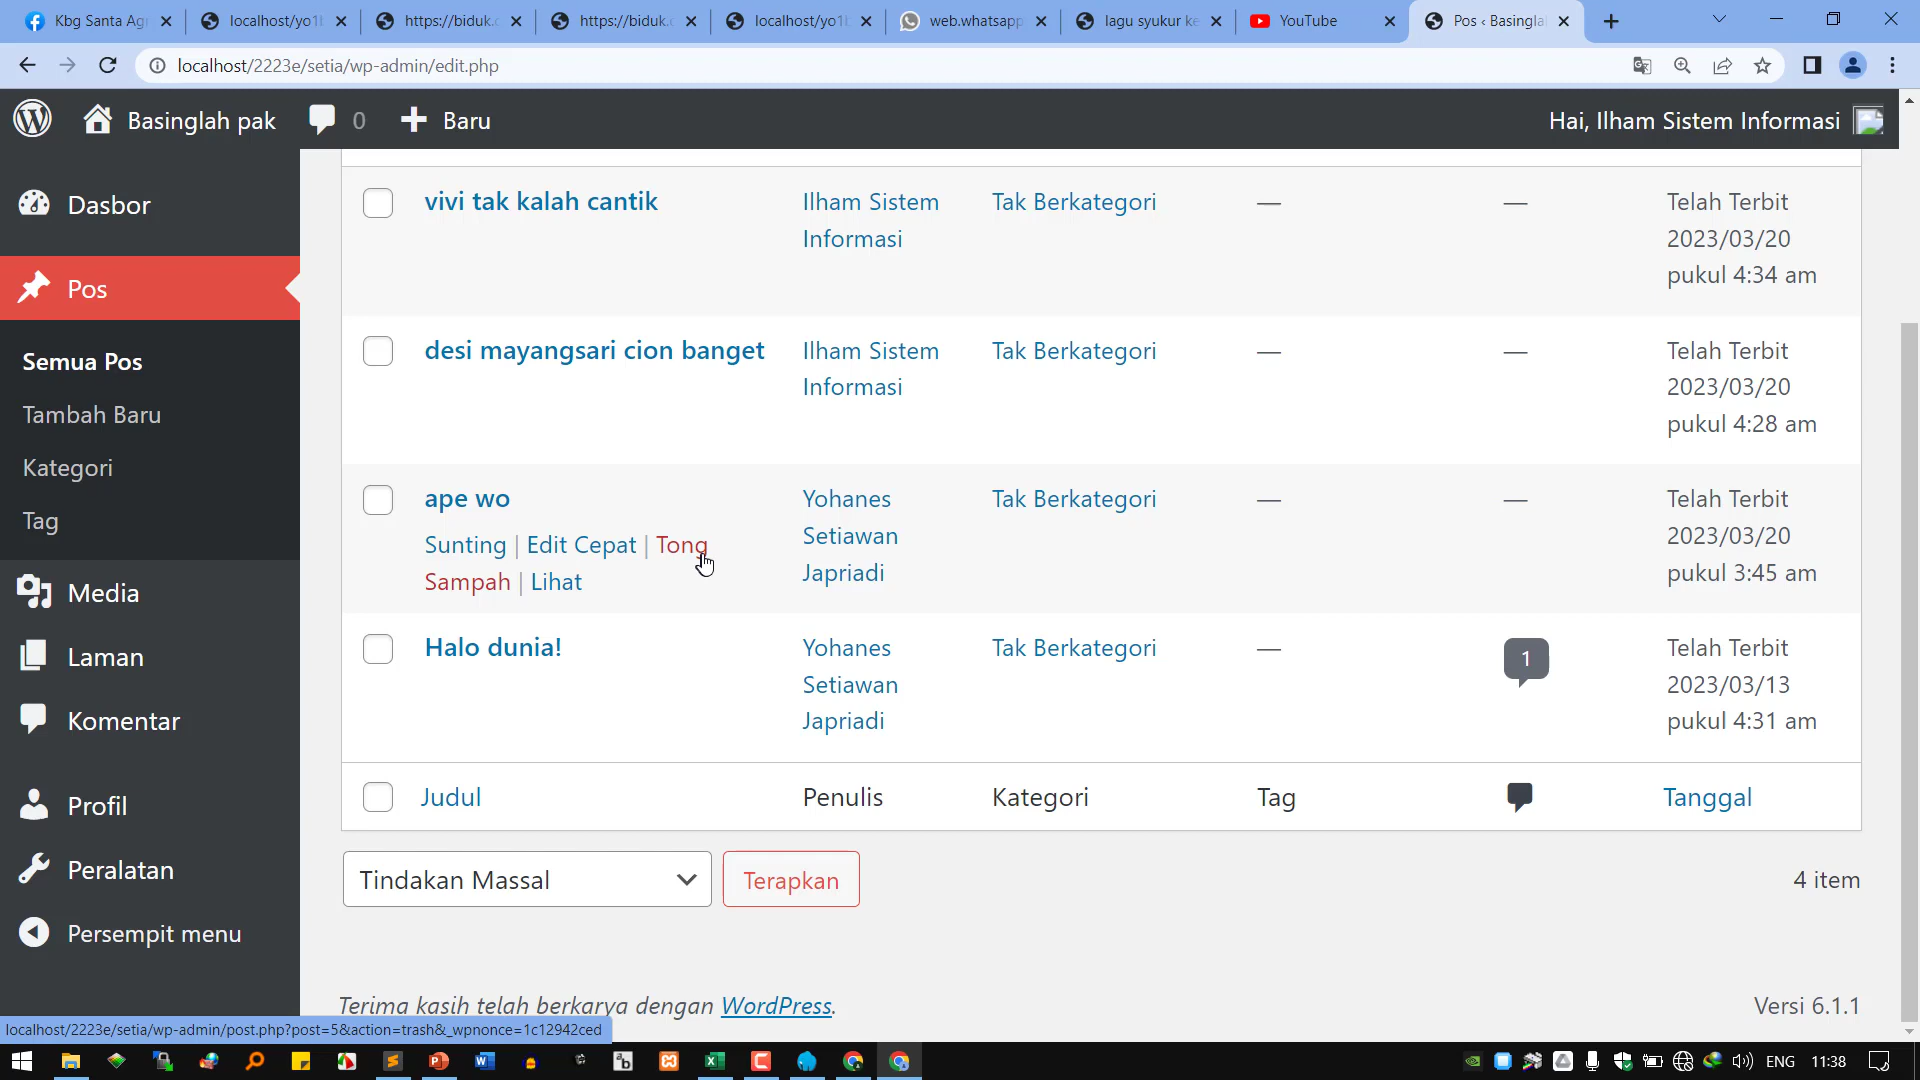 Kbg Santa Ag
localhost/yo1
https://biduk.
https://biduk.
localhost/yo1
web.whatsapp
lagu syukur ke
YouTube
Pos ‹ Basingla
localhost/2223e/setia/wp-admin/edit.php
Basinglah pak
0
Baru
Hai, Ilham Sistem Informasi
Dasbor
Pos
Semua Pos
Tambah Baru
Kategori
Tag
Media
Laman
Komentar
Profil
Peralatan
Persempit menu
vivi tak kalah cantik
Ilham Sistem
Informasi
Tak Berkategori
—
—
Telah Terbit
2023/03/20
pukul 4:34 am
desi mayangsari cion banget
Ilham Sistem
Informasi
Tak Berkategori
—
—
Telah Terbit
2023/03/20
pukul 4:28 am
ape wo
Sunting | Edit Cepat | Tong
Sampah | Lihat
Yohanes
Setiawan
Japriadi
Tak Berkategori
—
—
Telah Terbit
2023/03/20
pukul 3:45 am
Halo dunia!
Yohanes
Setiawan
Japriadi
Tak Berkategori
—
1
Telah Terbit
2023/03/13
pukul 4:31 am
Judul
Penulis
Kategori
Tag
Tanggal
Tindakan Massal
Terapkan
4 item
Terima kasih telah berkarya dengan WordPress.
Versi 6.1.1
localhost/2223e/setia/wp-admin/post.php?post=5&action=trash&_wpnonce=1c12942ced
ENG
11:38